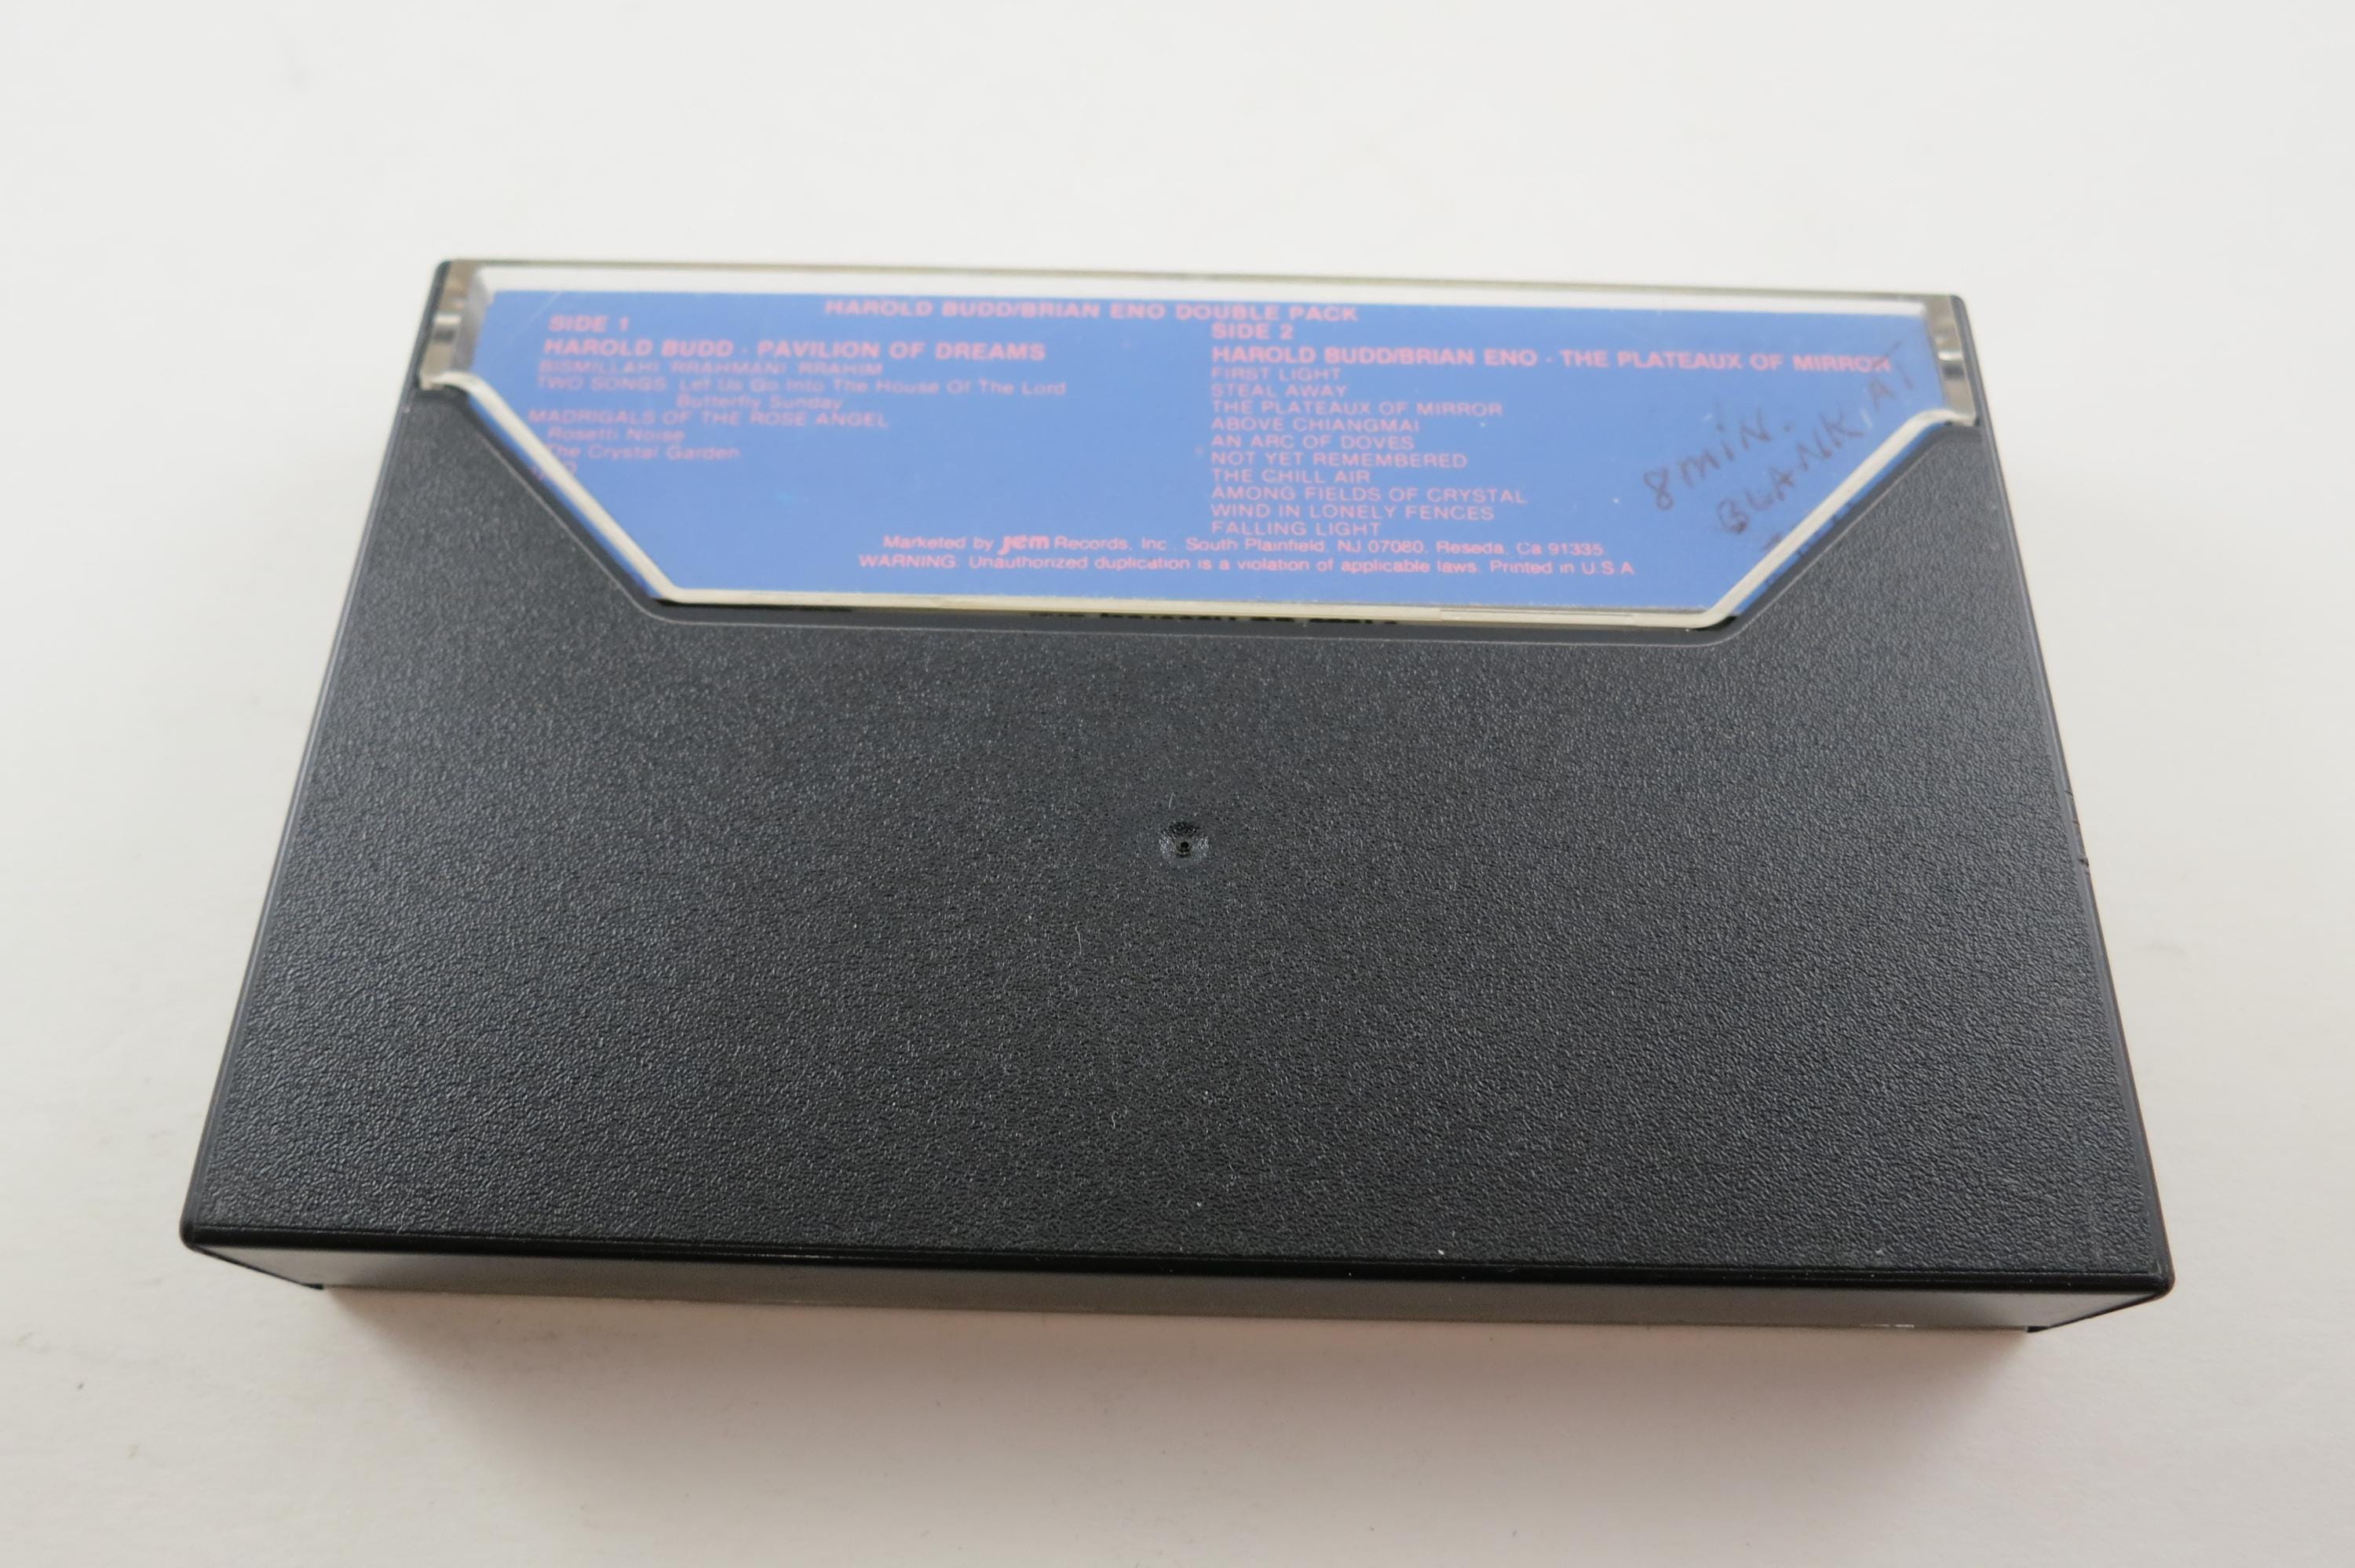 HAROLD BUDD/BRIAN ENO DOUBLE PACK
SIDE 1
HAROLD BUDD · PAVILION OF DREAMS
BISMILLAHI 'RRAHMANI 'RRAHIM
TWO SONGS: Let Us Go Into The House Of The Lord
Butterfly Sunday
MADRIGALS OF THE ROSE ANGEL
Rosetti Noise
The Crystal Garden
SIDE 2
HAROLD BUDD/BRIAN ENO · THE PLATEAUX OF MIRROR
FIRST LIGHT
STEAL AWAY
THE PLATEAUX OF MIRROR
ABOVE CHIANGMAI
AN ARC OF DOVES
NOT YET REMEMBERED
THE CHILL AIR
AMONG FIELDS OF CRYSTAL
WIND IN LONELY FENCES
FALLING LIGHT
8 MIN.
BLANK AT
Marketed by jem Records, Inc., South Plainfield, NJ 07080, Reseda, Ca 91335
WARNING: Unauthorized duplication is a violation of applicable laws. Printed in U.S.A.